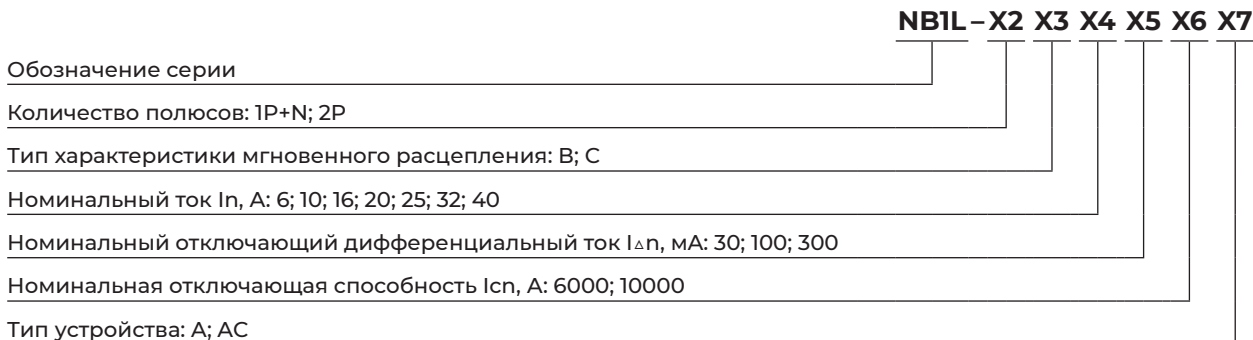 NB1L – X2 X3 X4 X5 X6 X7
Обозначение серии
Количество полюсов: 1P+N; 2P
Тип характеристики мгновенного расцепления: B; C
Номинальный ток In, A: 6; 10; 16; 20; 25; 32; 40
Номинальный отключающий дифференциальный ток I△n, мА: 30; 100; 300
Номинальная отключающая способность Icn, A: 6000; 10000
Тип устройства: A; AC